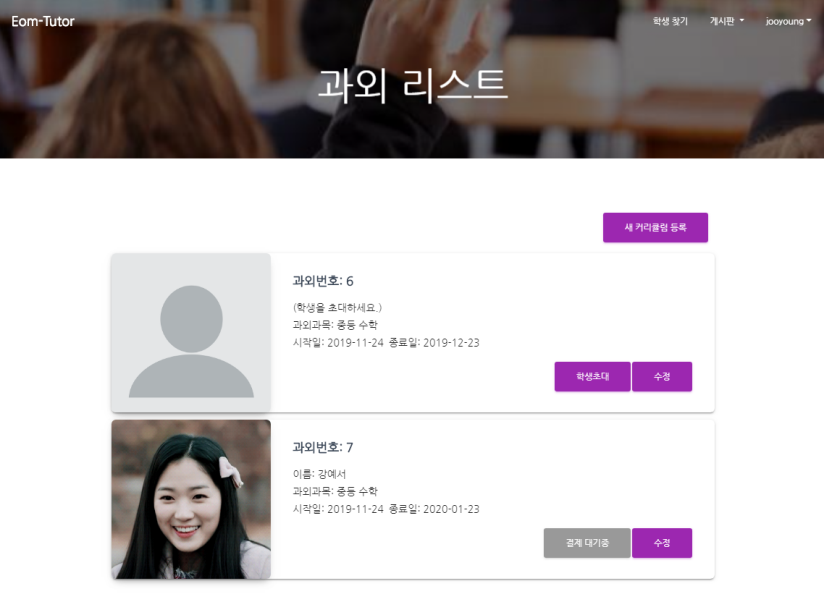 Eom-Tutor
학생 찾기 게시판 jooyoung
과외 리스트
새 커리큘럼 등록
과외번호: 6
(학생을 초대하세요.)
과외과목: 중등 수학
시작일: 2019-11-24 종료일: 2019-12-23
학생초대 수정
과외번호: 7
이름: 강예서
과외과목: 중등 수학
시작일: 2019-11-24 종료일: 2020-01-23
결제 대기중 수정